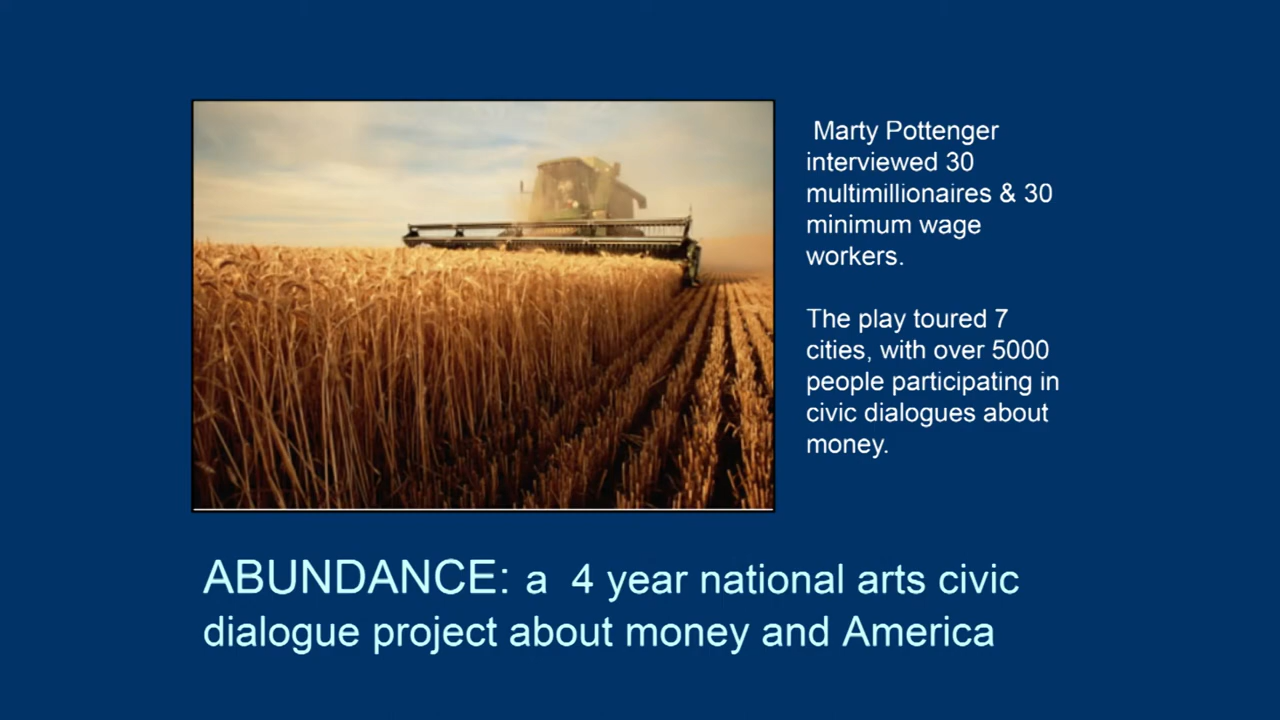 Marty Pottenger
interviewed 30
multimillionaires & 30
minimum wage
workers.
The play toured 7
cities, with over 5000
people participating in
civic dialogues about
money.
ABUNDANCE: a  4 year national arts civic
dialogue project about money and America